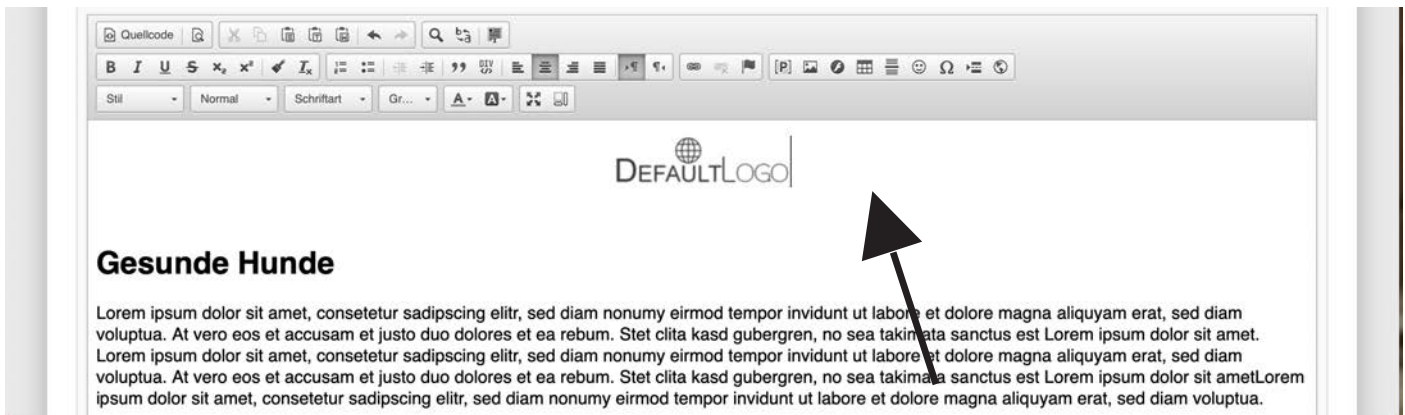 Quellcode
B I U S x₂ x² Iₓ DIV [P] Ω
Stil Normal Schriftart Gr... A A
DEFAULTLOGO
Gesunde Hunde
Lorem ipsum dolor sit amet, consetetur sadipscing elitr, sed diam nonumy eirmod tempor invidunt ut labore et dolore magna aliquyam erat, sed diam
voluptua. At vero eos et accusam et justo duo dolores et ea rebum. Stet clita kasd gubergren, no sea takimata sanctus est Lorem ipsum dolor sit amet.
Lorem ipsum dolor sit amet, consetetur sadipscing elitr, sed diam nonumy eirmod tempor invidunt ut labore et dolore magna aliquyam erat, sed diam
voluptua. At vero eos et accusam et justo duo dolores et ea rebum. Stet clita kasd gubergren, no sea takimata sanctus est Lorem ipsum dolor sit ametLorem
ipsum dolor sit amet, consetetur sadipscing elitr, sed diam nonumy eirmod tempor invidunt ut labore et dolore magna aliquyam erat, sed diam voluptua.